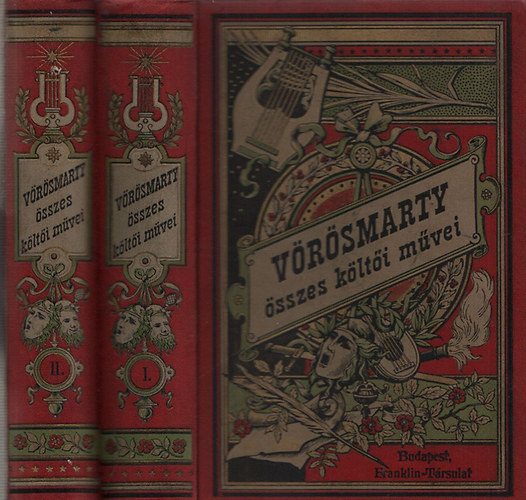 VÖRÖSMARTY
összes
költői művei
II.
VÖRÖSMARTY
összes
költői művei
I.
VÖRÖSMARTY
összes költői művei
Budapest,
Franklin-Társulat